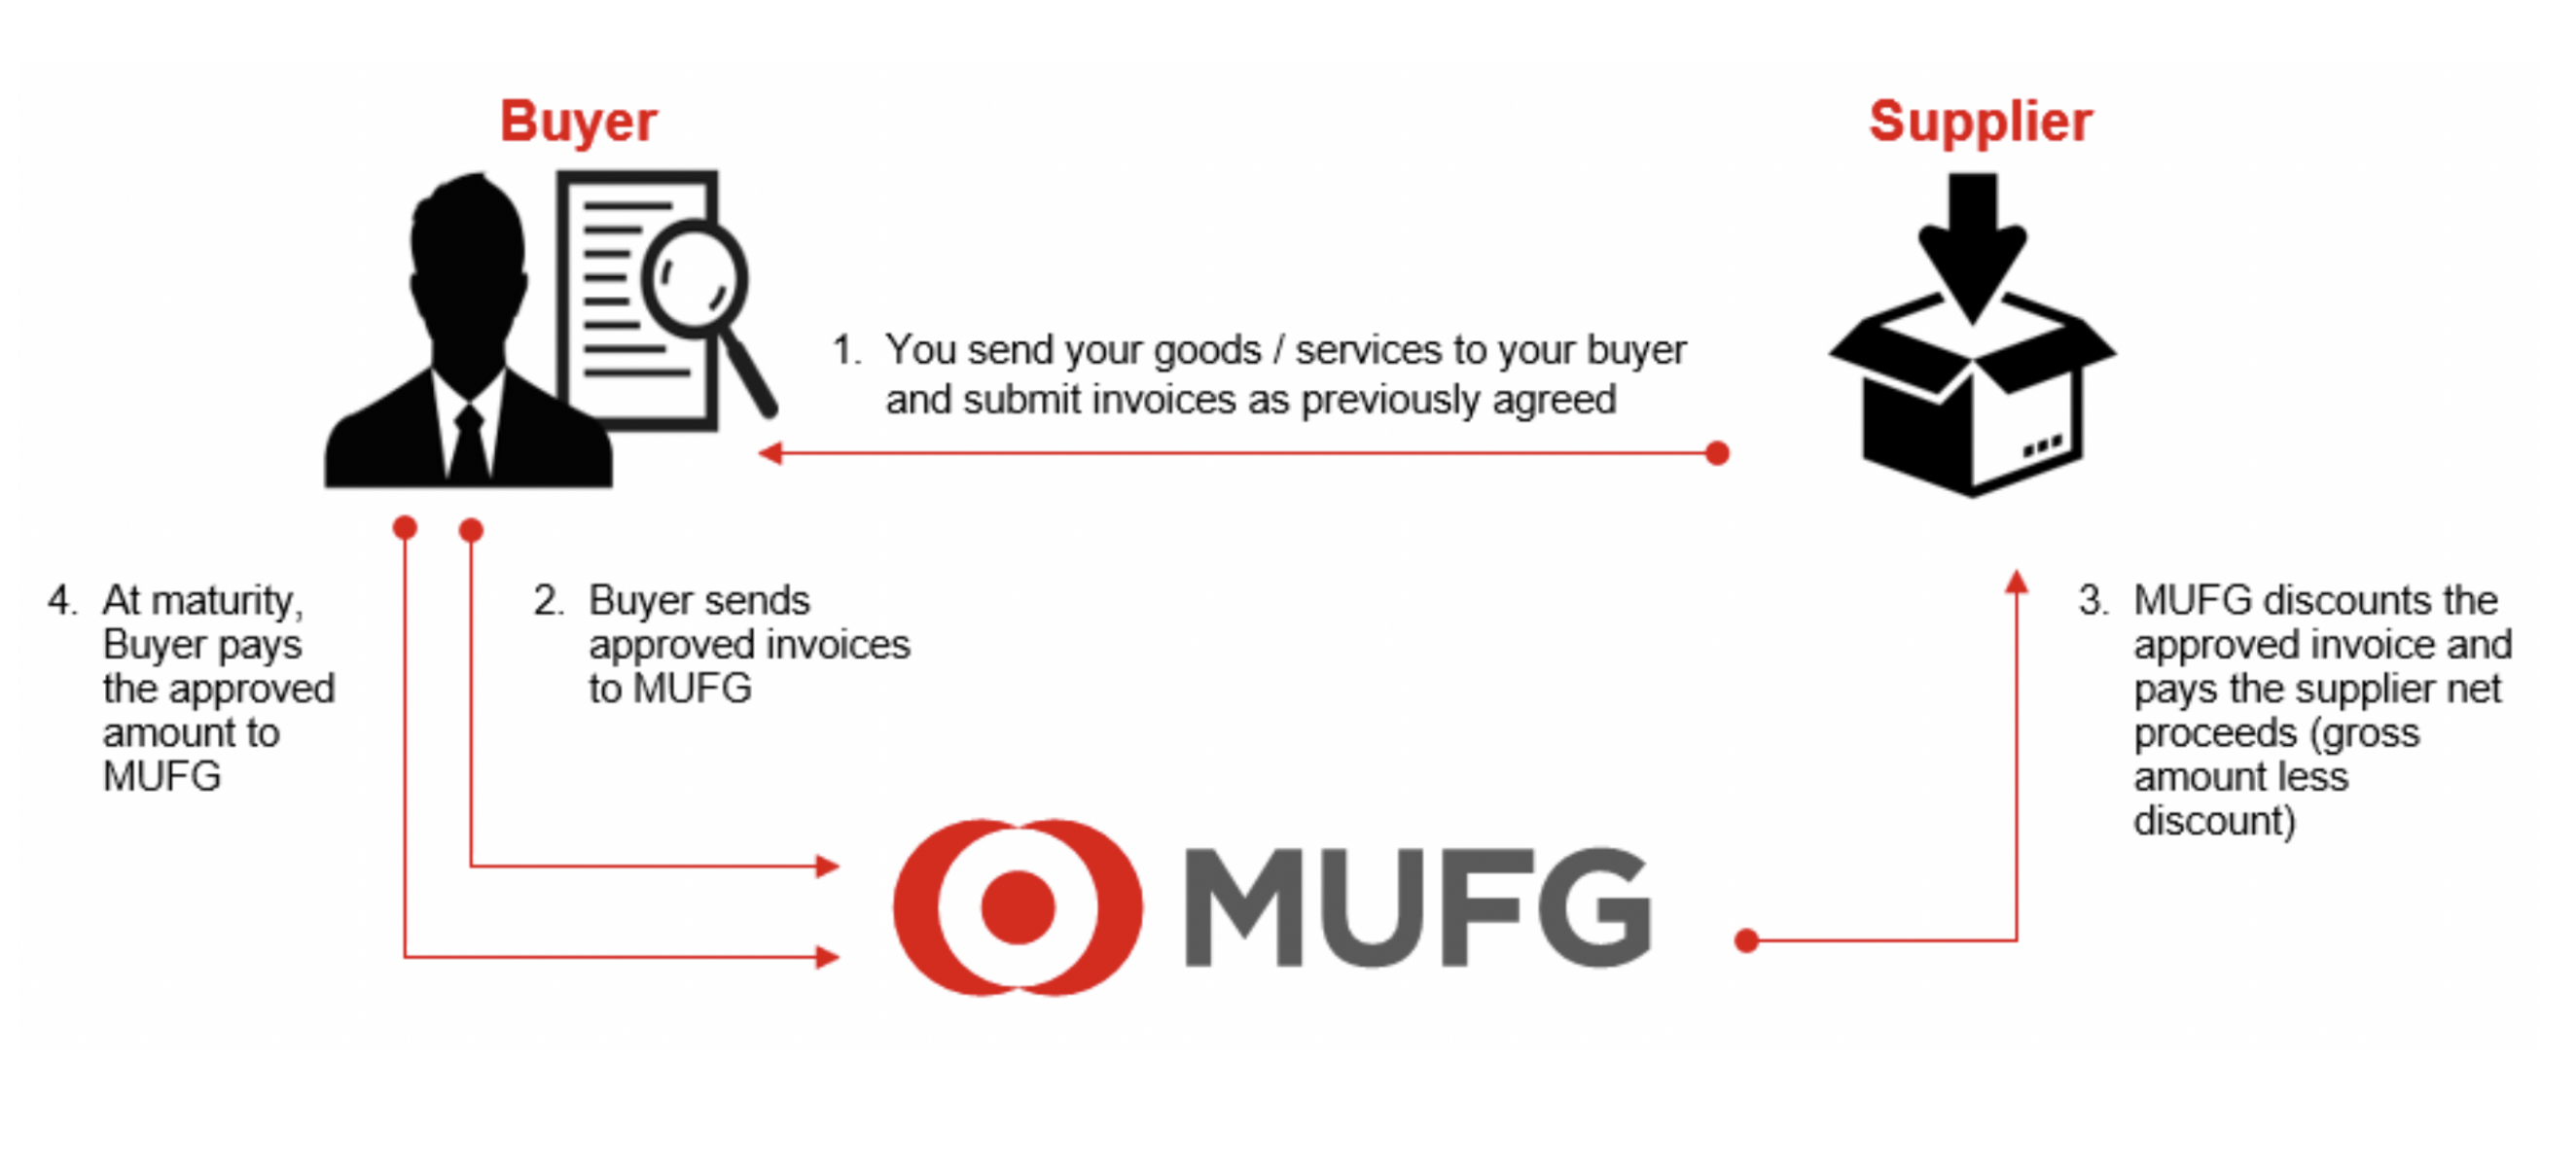 Buyer
Supplier
1. You send your goods / services to your buyer
and submit invoices as previously agreed
4. At maturity,
Buyer pays
the approved
amount to
MUFG
2. Buyer sends
approved invoices
to MUFG
3. MUFG discounts the
approved invoice and
pays the supplier net
proceeds (gross
amount less
discount)
MUFG